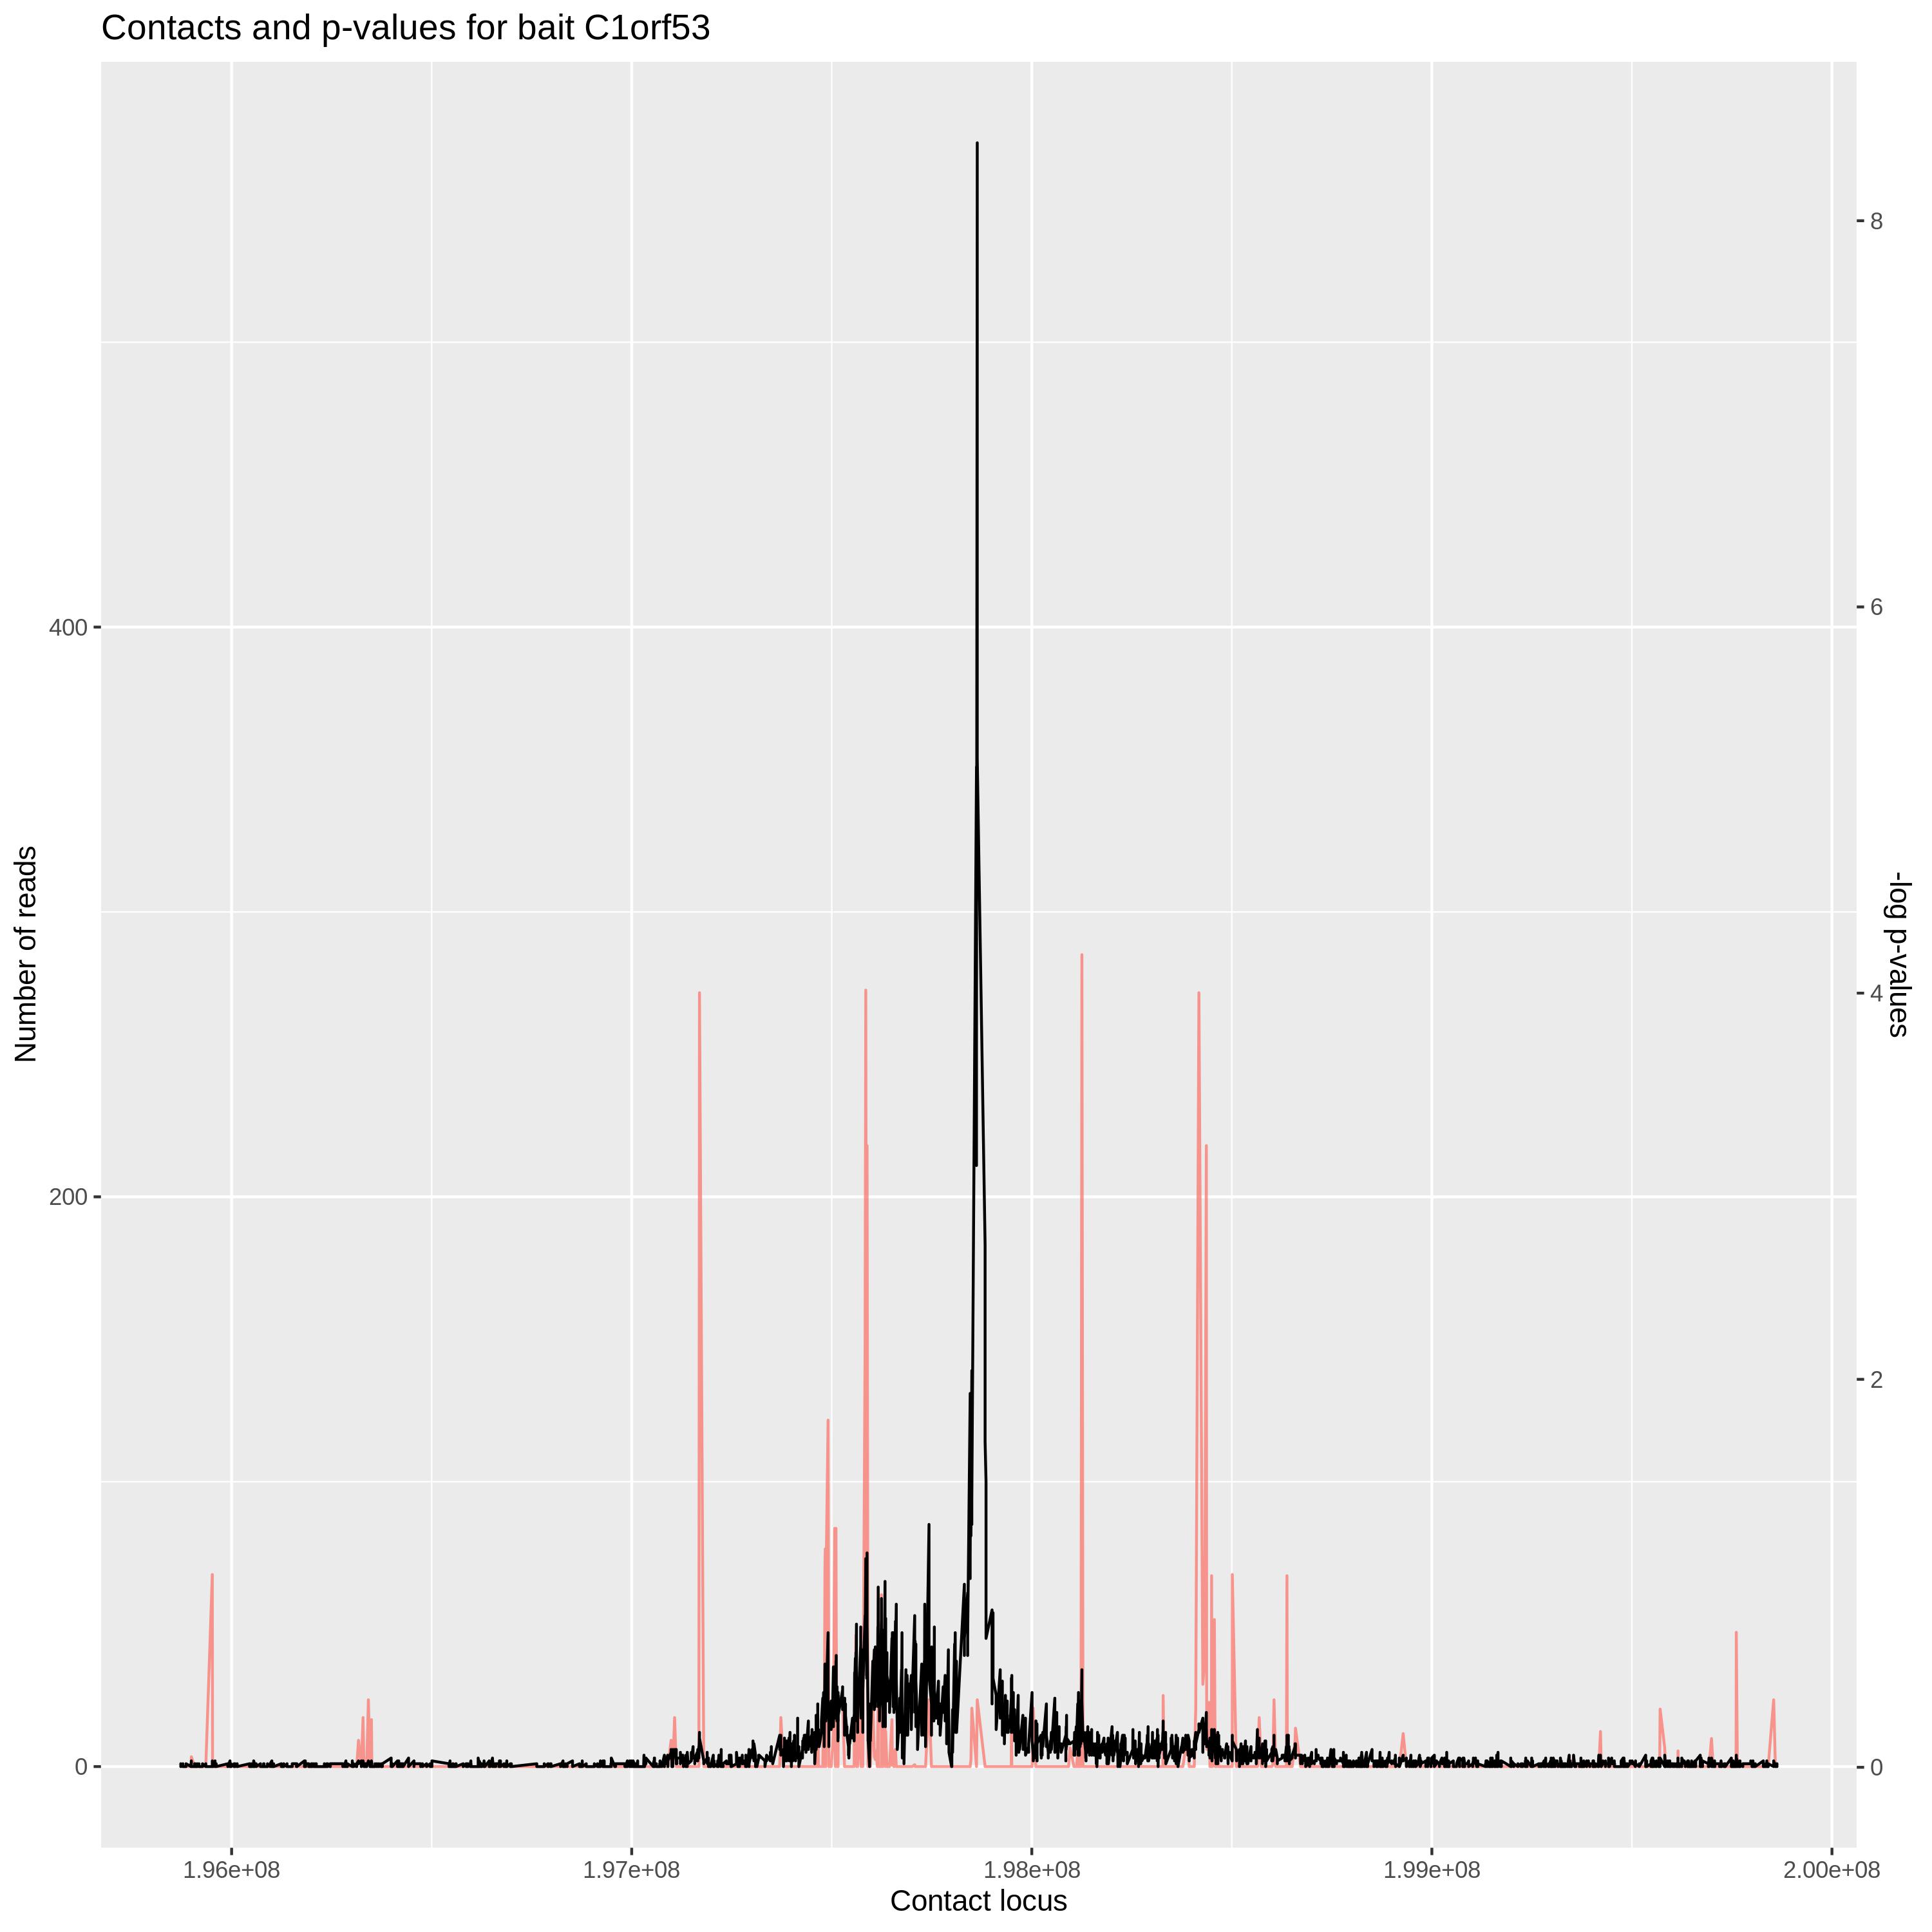 Contacts and p-values for bait C1orf53
8
6
400
Number of reads
-log p-values
4
200
2
0
0
1.96e+08
1.97e+08
1.98e+08
1.99e+08
2.00e+08
Contact locus